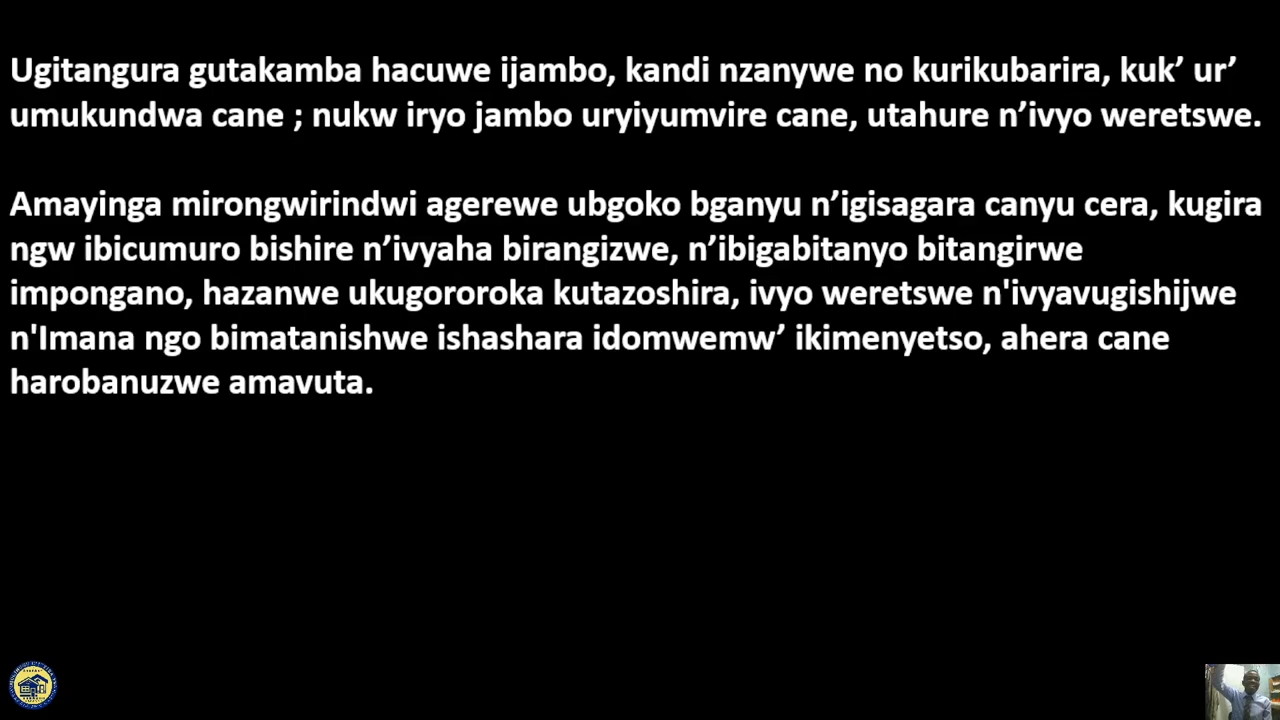 Ugitangura gutakamba hacuwe ijambo, kandi nzanywe no kurikubarira, kuk’ ur’
umukundwa cane ; nukw iryo jambo uryiyumvire cane, utahure n’ivyo weretswe.
Amayinga mirongwirindwi agerewe ubgoko bganyu n’igisagara canyu cera, kugira
ngw ibicumuro bishire n’ivyaha birangizwe, n’ibigabitanyo bitangirwe
impongano, hazanwe ukugororoka kutazoshira, ivyo weretswe n'ivyavugishijwe
n'Imana ngo bimatanishwe ishashara idomwemw’ ikimenyetso, ahera cane
harobanuzwe amavuta.